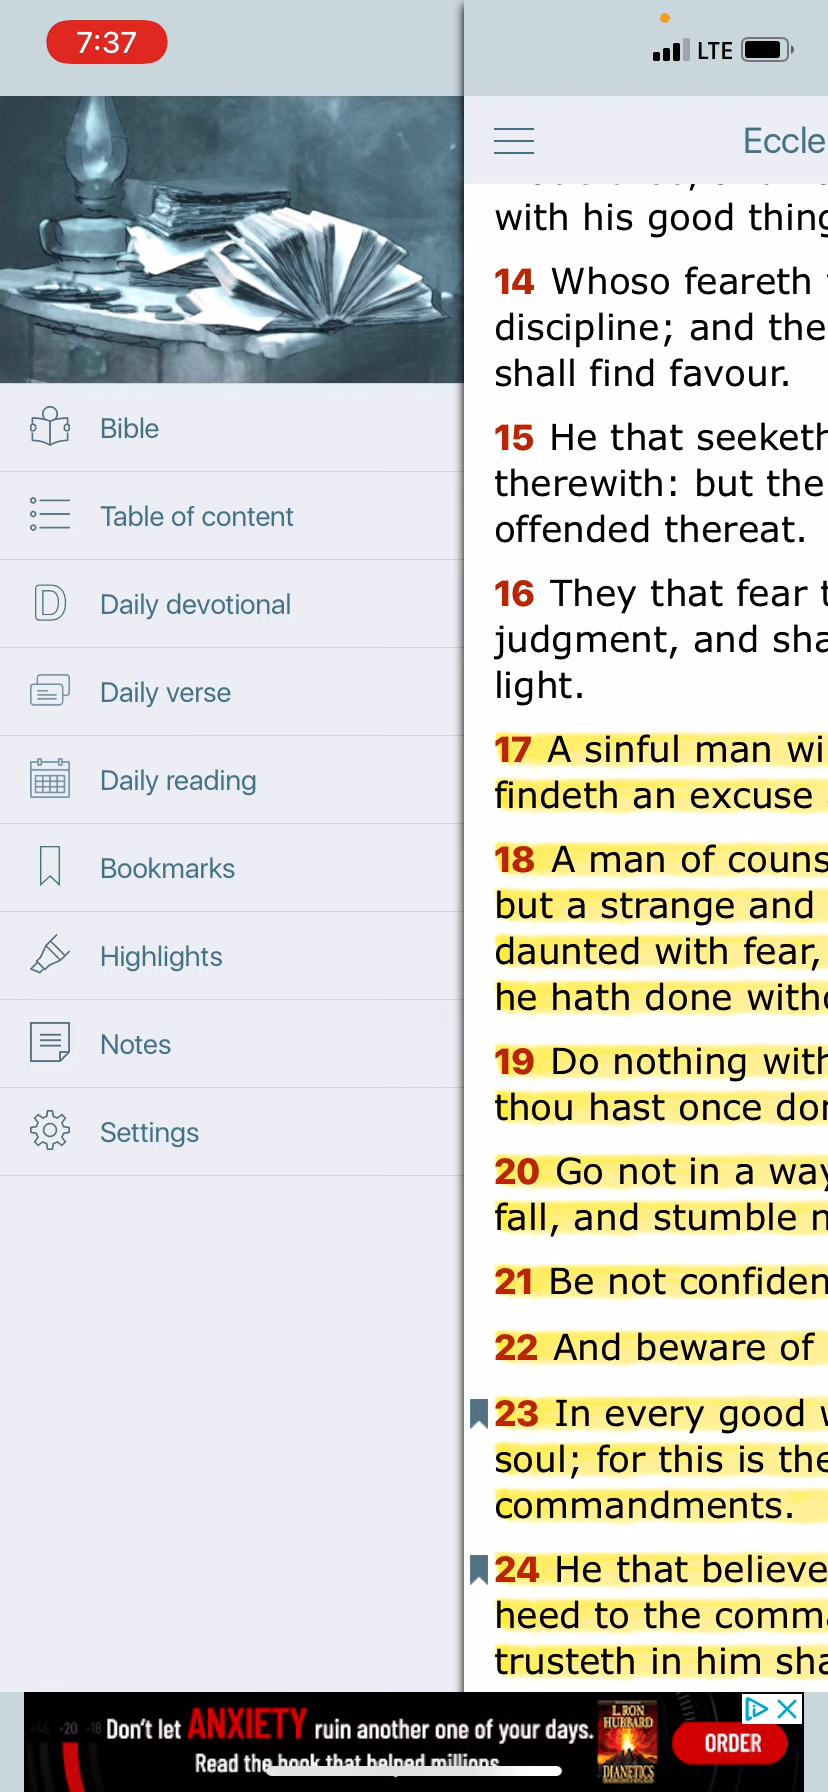 7:37
LTE
Bible
Table of content
Daily devotional
Daily verse
Daily reading
Bookmarks
Highlights
Notes
Settings
Eccle
with his good thing
14 Whoso feareth
discipline; and the
shall find favour.
15 He that seeketh
therewith: but the
offended thereat.
16 They that fear t
judgment, and sha
light.
17 A sinful man wi
findeth an excuse
18 A man of couns
but a strange and
daunted with fear,
he hath done witho
19 Do nothing with
thou hast once dor
20 Go not in a way
fall, and stumble n
21 Be not confiden
22 And beware of
23 In every good w
soul; for this is the
commandments.
24 He that believe
heed to the comma
trusteth in him sha
-20 -18
Don't let ANXIETY ruin another one of your days.
Read the book that helped millions.
L. RON
HUBBARD
DIANETICS
ORDER